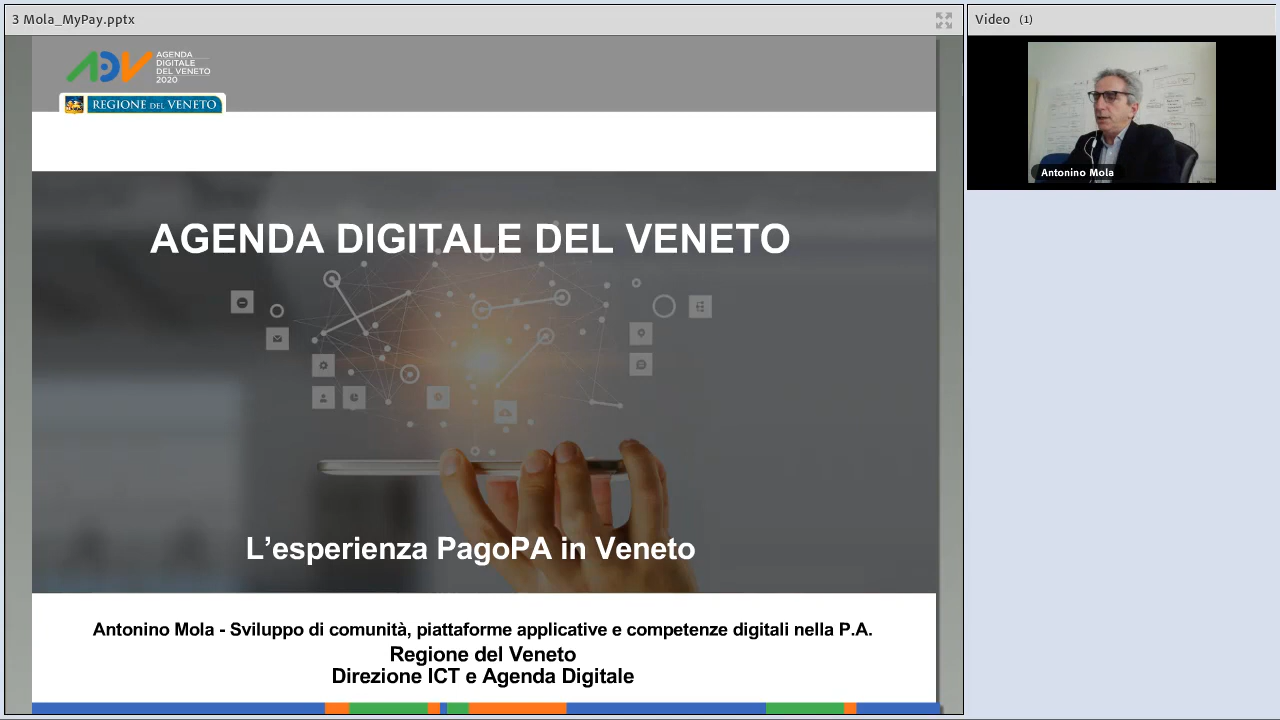 3 Mola_MyPay.pptx
Video (1)
AGENDA
DIGITALE
DEL VENETO
2020
REGIONE DEL VENETO
Antonino Mola
AGENDA DIGITALE DEL VENETO
L'esperienza PagoPA in Veneto
Antonino Mola - Sviluppo di comunità, piattaforme applicative e competenze digitali nella P.A.
Regione del Veneto
Direzione ICT e Agenda Digitale